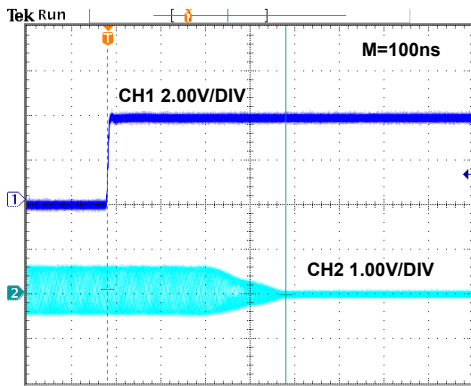 Tek Run
T
T
M=100ns
CH1 2.00V/DIV
1
CH2 1.00V/DIV
2